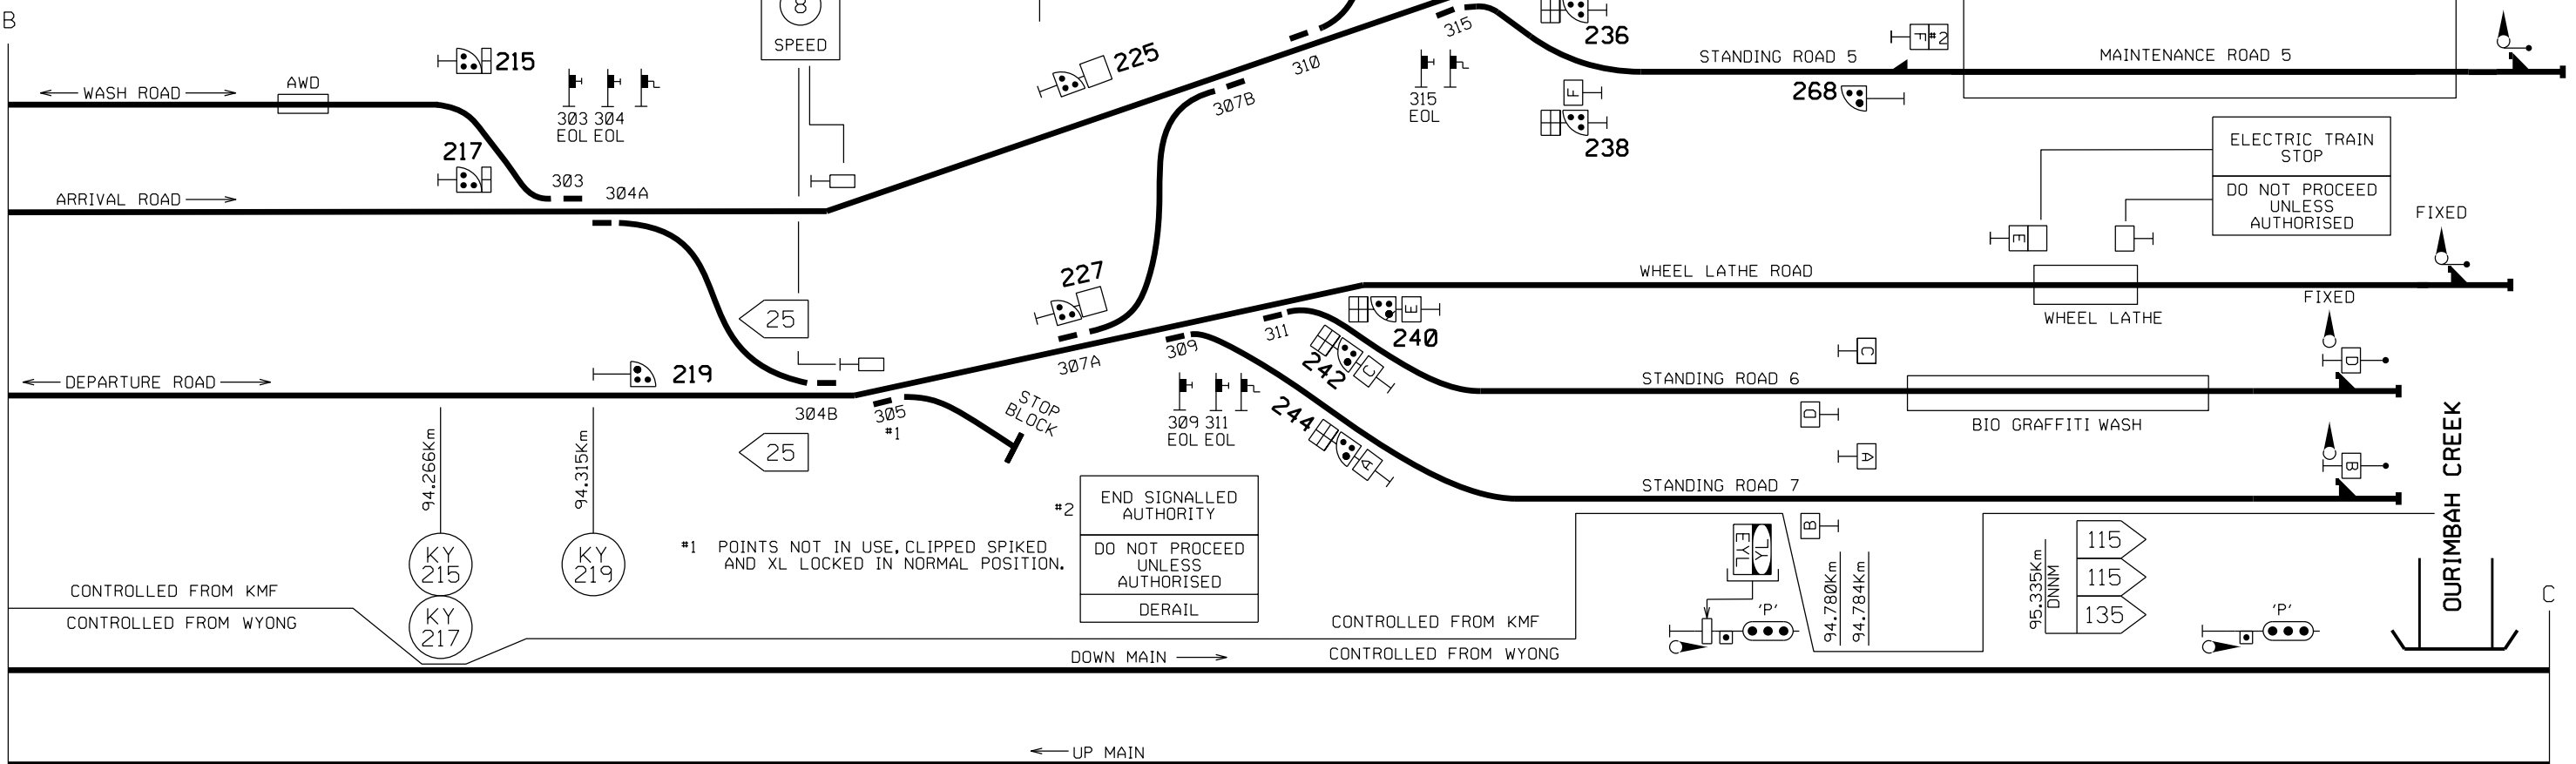 B
8
SPEED
215
AWD
WASH ROAD
303 304
EOL EOL
225
310
307B
315
315
EOL
236
F
238
STANDING ROAD 5
F #2
268
MAINTENANCE ROAD 5
217
303
304A
ARRIVAL ROAD
ELECTRIC TRAIN
STOP
DO NOT PROCEED
UNLESS
AUTHORISED
FIXED
E
WHEEL LATHE ROAD
WHEEL LATHE
FIXED
227
25
307A
309
311
E
240
242
C
244
A
DEPARTURE ROAD
219
304B
305
#1
STOP
BLOCK
309 311
EOL EOL
C
STANDING ROAD 6
D
D
BIO GRAFFITI WASH
A
B
STANDING ROAD 7
B
25
94.266Km
94.315Km
KY
215
KY
219
KY
217
#1 POINTS NOT IN USE, CLIPPED SPIKED
AND XL LOCKED IN NORMAL POSITION.
#2
END SIGNALLED
AUTHORITY
DO NOT PROCEED
UNLESS
AUTHORISED
DERAIL
CONTROLLED FROM KMF
CONTROLLED FROM WYONG
CONTROLLED FROM KMF
CONTROLLED FROM WYONG
DOWN MAIN
YL
EYL
'P'
94.780Km
94.784Km
95.335Km
DNNM
115
115
135
'P'
OURIMBAH CREEK
C
UP MAIN